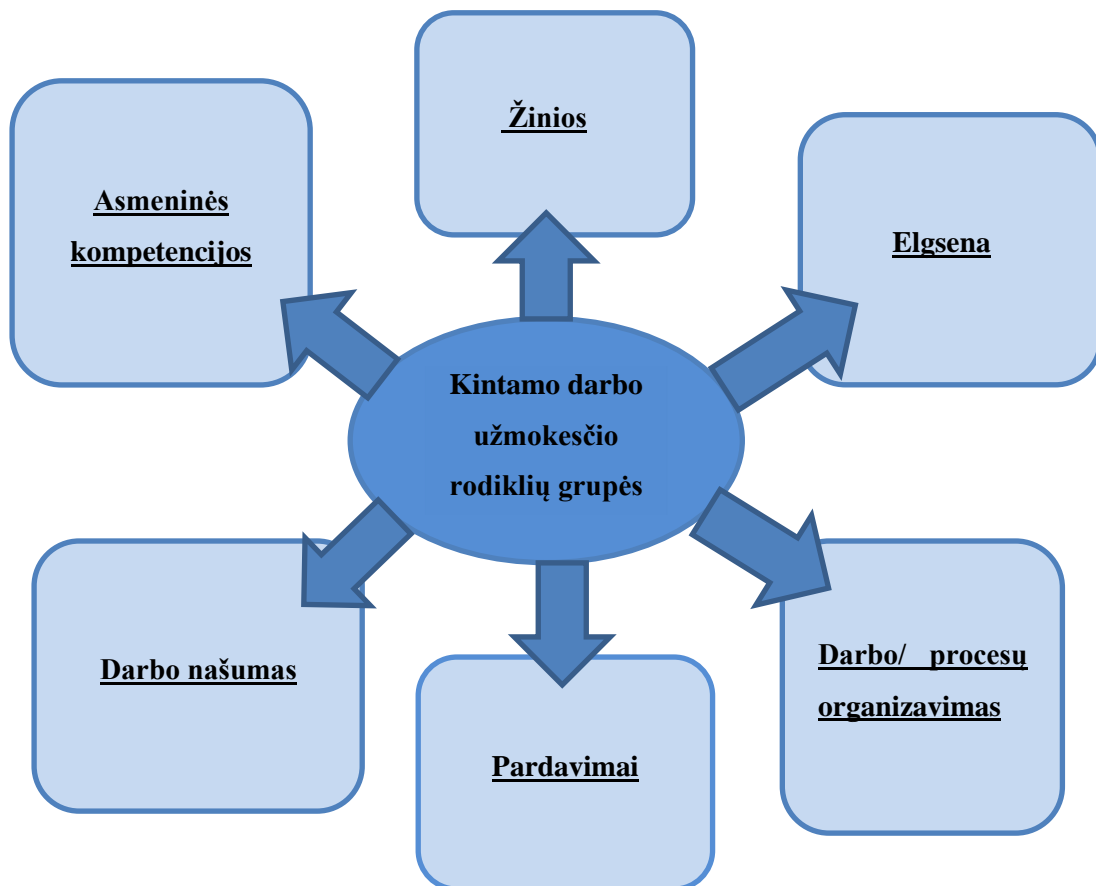 Žinios
Asmeninės
kompetencijos
Elgsena
Kintamo darbo
užmokesčio
rodiklių grupės
Darbo našumas
Pardavimai
Darbo/ procesų
organizavimas